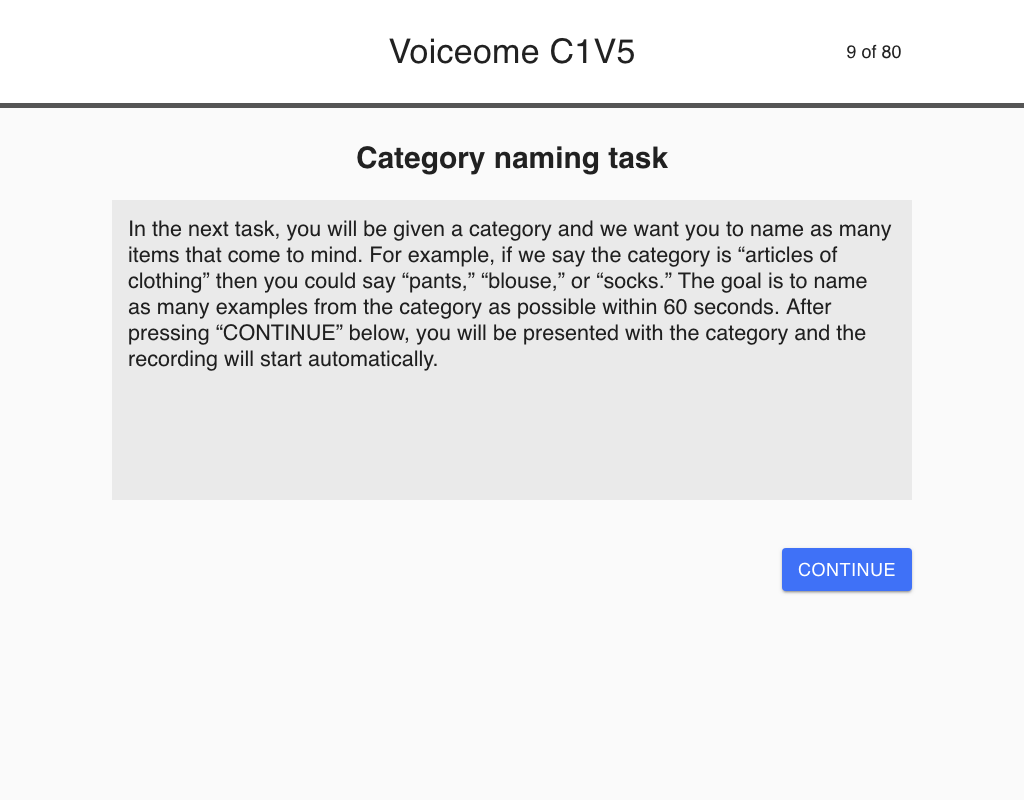 Voiceome C1V5
9 of 80
Category naming task
In the next task, you will be given a category and we want you to name as many
items that come to mind. For example, if we say the category is “articles of
clothing” then you could say “pants,” “blouse,” or “socks.” The goal is to name
as many examples from the category as possible within 60 seconds. After
pressing “CONTINUE” below, you will be presented with the category and the
recording will start automatically.
CONTINUE